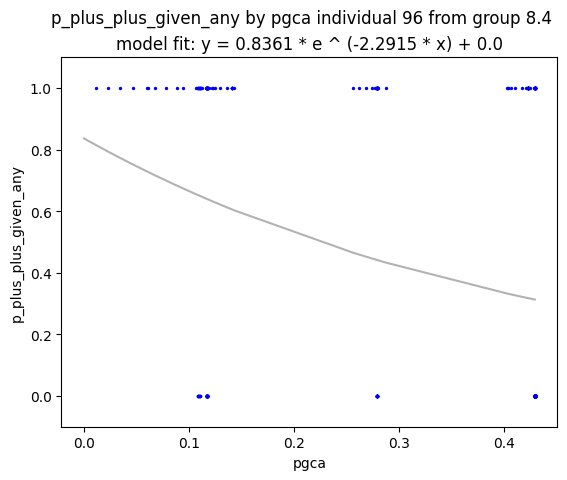 p_plus_plus_given_any by pgca individual 96 from group 8.4
model fit: y = 0.8361 * e ^ (-2.2915 * x) + 0.0
1.0
0.8
0.6
0.4
0.2
0.0
p_plus_plus_given_any
0.0 0.1 0.2 0.3 0.4
pgca